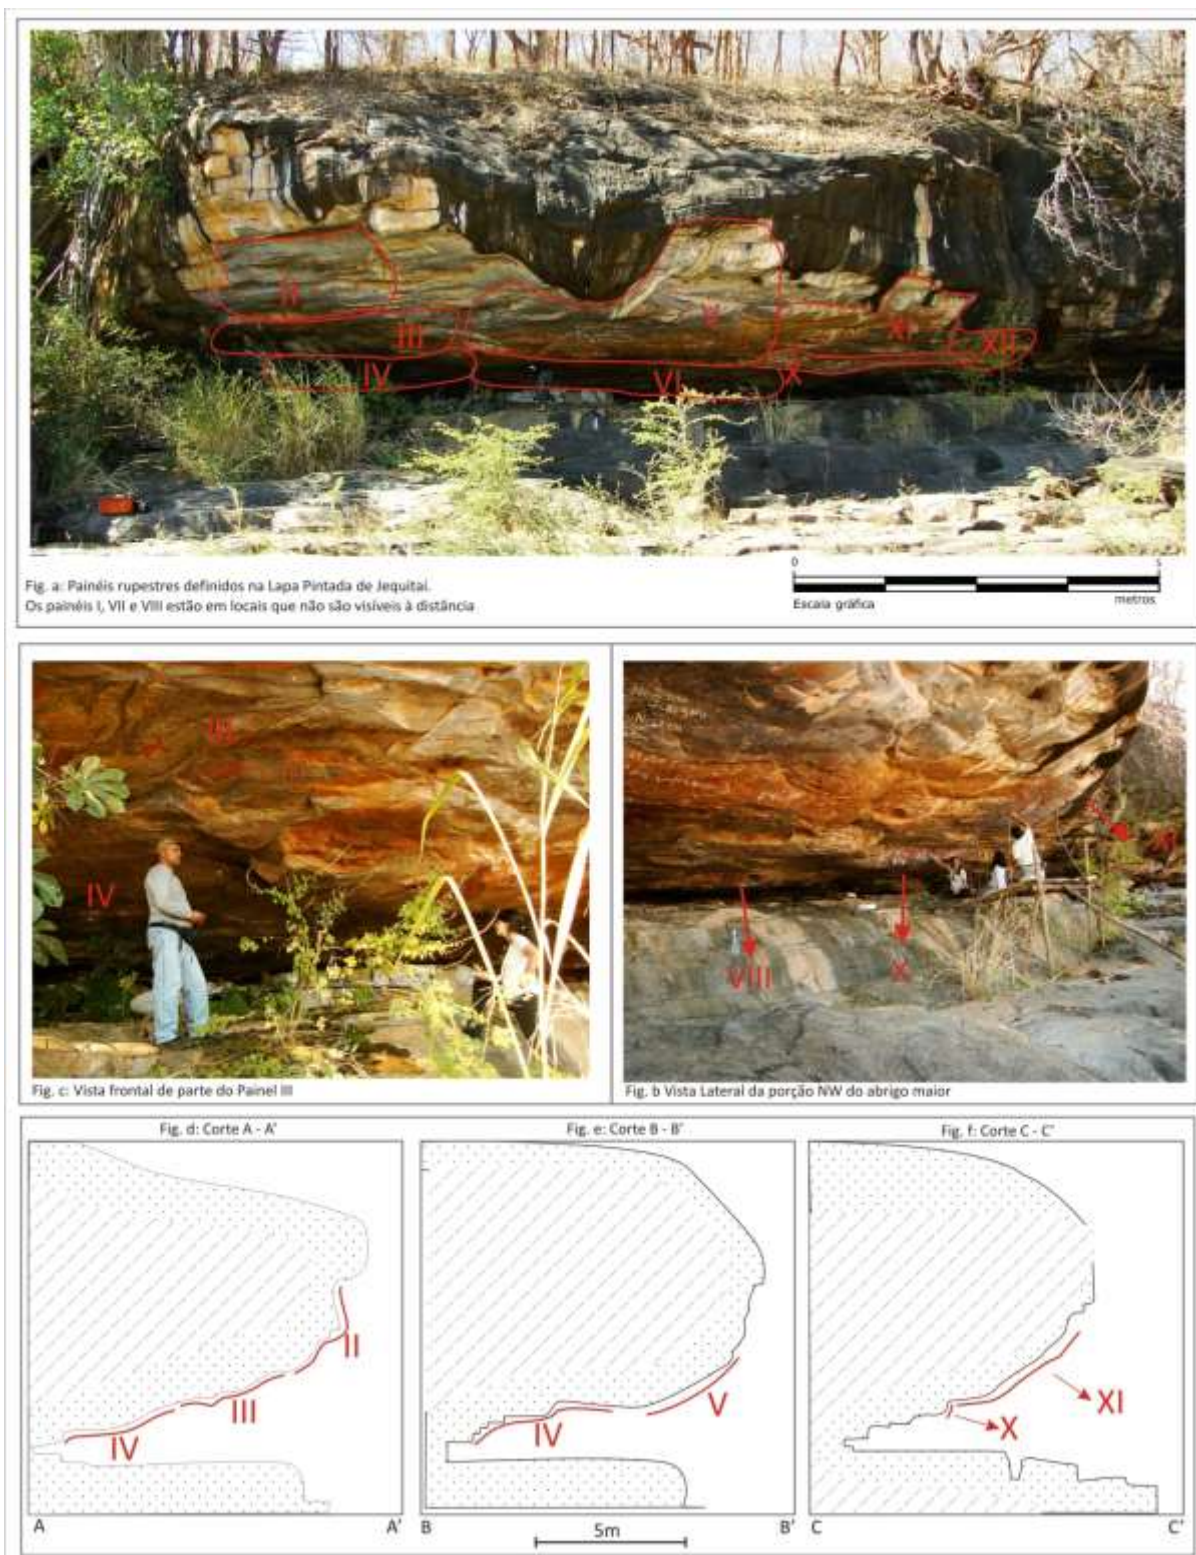 II
III
V
XI
XII
IV
VI
X
0 5
Fig. a: Painéis rupestres definidos na Lapa Pintada de Jequitaí.
Os painéis I, VII e VIII estão em locais que não são visíveis à distância
Escala gráfica
metros
III
IV
Fig. c: Vista frontal de parte do Painel III
XI
VIII
X
Fig. b Vista Lateral da porção NW do abrigo maior
Fig. d: Corte A - A'
II
III
IV
A A'
Fig. e: Corte B - B'
V
IV
B B'
5m
Fig. f: Corte C - C'
XI
X
C C'